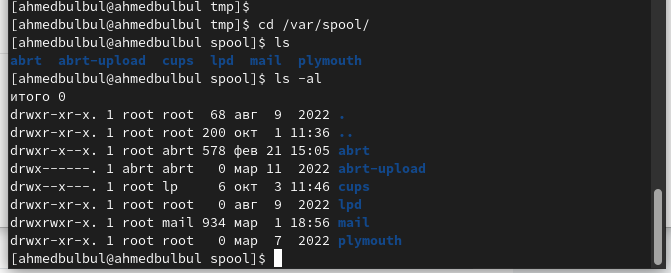 [ahmedbulbul@ahmedbulbul tmp]$
[ahmedbulbul@ahmedbulbul tmp]$ cd /var/spool/
[ahmedbulbul@ahmedbulbul spool]$ ls
abrt  abrt-upload  cups  lpd  mail  plymouth
[ahmedbulbul@ahmedbulbul spool]$ ls -al
итого 0
drwxr-xr-x. 1 root root  68 авг  9  2022 .
drwxr-xr-x. 1 root root 200 окт  1 11:36 ..
drwxr-x--x. 1 root abrt 578 фев 21 15:05 abrt
drwx------. 1 abrt abrt   0 мар 11  2022 abrt-upload
drwx--x---. 1 root lp     6 окт  3 11:46 cups
drwxr-xr-x. 1 root root   0 авг  9  2022 lpd
drwxrwxr-x. 1 root mail 934 мар  1 18:56 mail
drwx--x--x. 1 root root   0 мар  7  2022 plymouth
[ahmedbulbul@ahmedbulbul spool]$